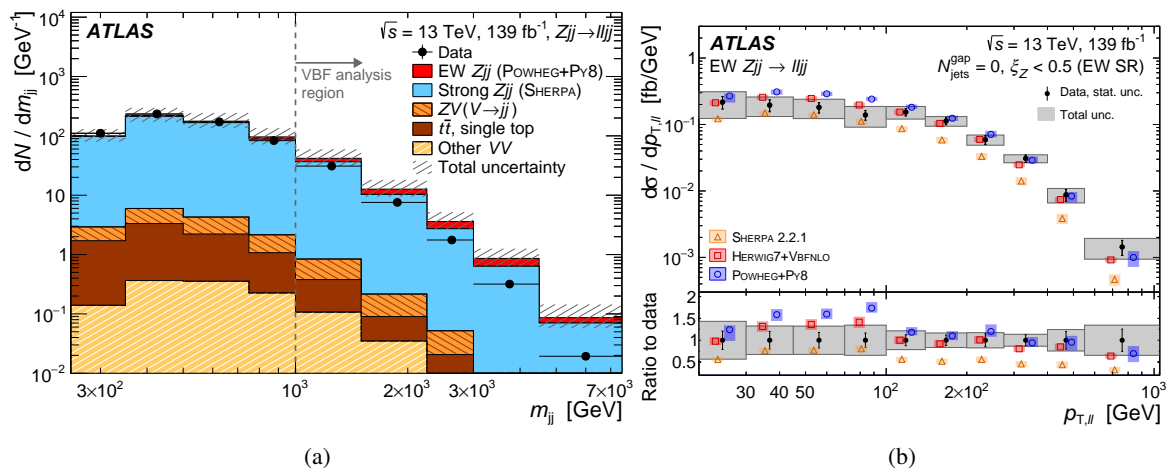 ATLAS
√s = 13 TeV, 139 fb⁻¹, Zjj→lljj
Data
EW Zjj (POWHEG+PY8)
Strong Zjj (SHERPA)
ZV(V→jj)
tt̄, single top
Other VV
Total uncertainty
VBF analysis
region
dN / dm_jj [GeV⁻¹]
10⁴
10³
10²
10
1
10⁻¹
10⁻²
3×10² 10³ 2×10³ 3×10³ 7×10³
m_jj [GeV]
(a)
ATLAS
√s = 13 TeV, 139 fb⁻¹
EW Zjj → lljj
N_jets^gap = 0, ξ_Z < 0.5 (EW SR)
Data, stat. unc.
Total unc.
SHERPA 2.2.1
HERWIG7+VBFNLO
POWHEG+PY8
dσ / dp_T,ll [fb/GeV]
1
10⁻¹
10⁻²
10⁻³
Ratio to data
2
1.5
1
0.5
30 40 10² 2×10² 10³
p_T,ll [GeV]
(b)